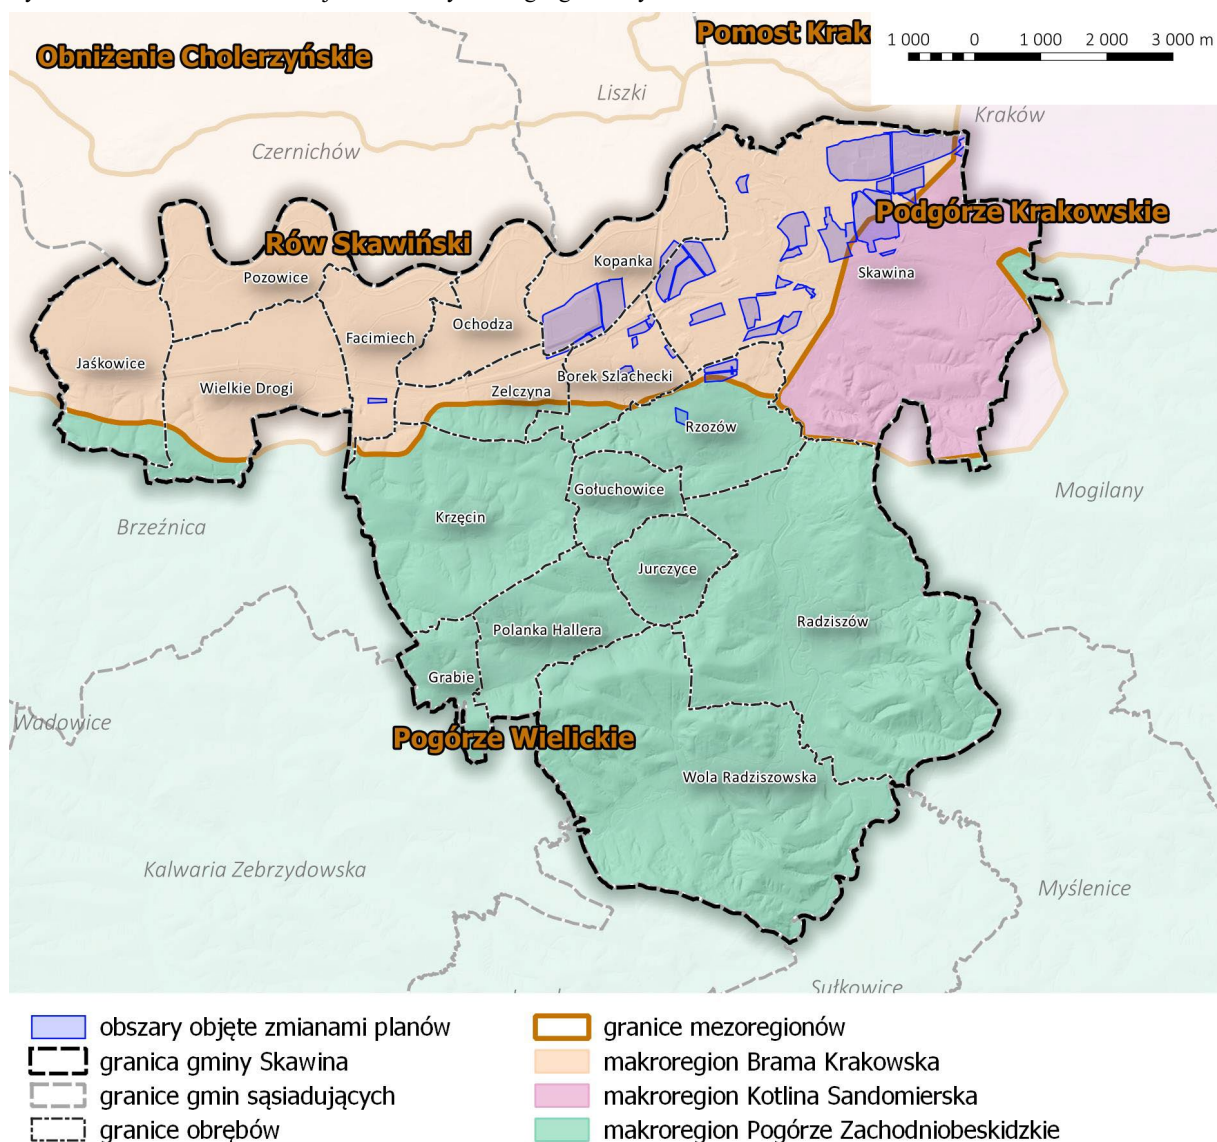 Obniżenie Cholerzyńskie
Pomost Krak
1 000 0 1 000 2 000 3 000 m
Liszki
Kraków
Czernichów
Rów Skawiński
Podgórze Krakowskie
Pozowice
Kopanka
Skawina
Ochodza
Facimiech
Jaśkowice
Wielkie Drogi
Zelczyna
Borek Szlachecki
Rzozów
Gołuchowice
Mogilany
Brzeźnica
Krzęcin
Jurczyce
Radziszów
Polanka Hallera
Grabie
Wadowice
Pogórze Wielickie
Wola Radziszowska
Kalwaria Zebrzydowska
Myślenice
Sułkowice
obszary objęte zmianami planów
granica gminy Skawina
granice gmin sąsiadujących
granice obrębów
granice mezoregionów
makroregion Brama Krakowska
makroregion Kotlina Sandomierska
makroregion Pogórze Zachodniobeskidzkie